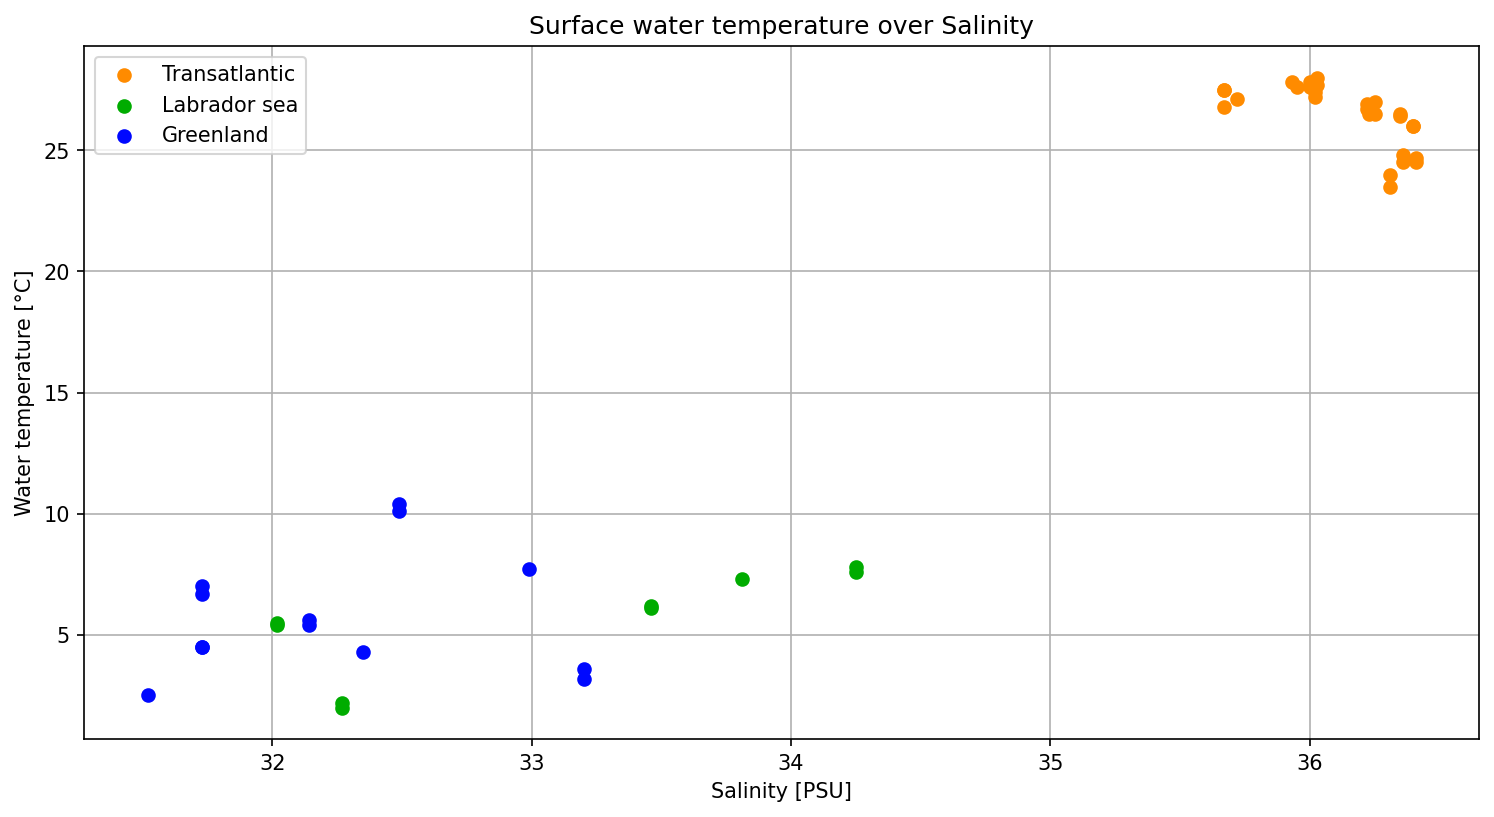 Surface water temperature over Salinity
Transatlantic
Labrador sea
Greenland
25
20
15
10
5
Water temperature [°C]
32 33 34 35 36
Salinity [PSU]